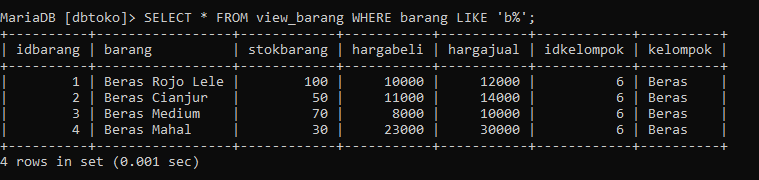 MariaDB [dbtoko]> SELECT * FROM view_barang WHERE barang LIKE 'b%';
+----------+-----------------+------------+-----------+-----------+------------+----------+
| idbarang | barang          | stokbarang | hargabeli | hargajual | idkelompok | kelompok |
+----------+-----------------+------------+-----------+-----------+------------+----------+
|        1 | Beras Rojo Lele |        100 |     10000 |     12000 |          6 | Beras    |
|        2 | Beras Cianjur   |         50 |     11000 |     14000 |          6 | Beras    |
|        3 | Beras Medium    |         70 |      8000 |     10000 |          6 | Beras    |
|        4 | Beras Mahal     |         30 |     23000 |     30000 |          6 | Beras    |
+----------+-----------------+------------+-----------+-----------+------------+----------+
4 rows in set (0.001 sec)